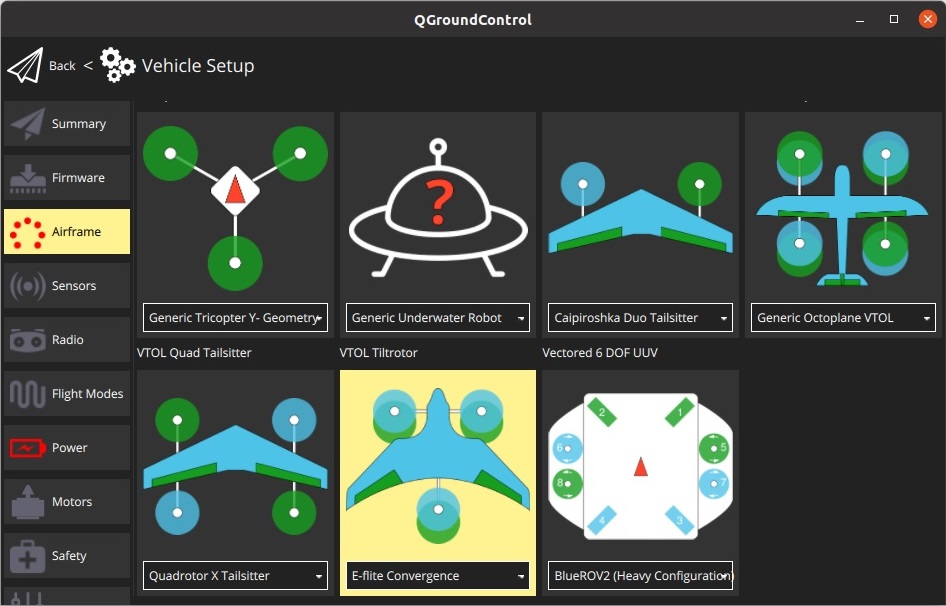 QGroundControl
Back < Vehicle Setup
Summary
Firmware
Airframe
Sensors
Radio
Flight Modes
Power
Motors
Safety
?
Generic Tricopter Y- Geometry
Generic Underwater Robot
Caipiroshka Duo Tailsitter
Generic Octoplane VTOL
VTOL Quad Tailsitter
VTOL Tiltrotor
Vectored 6 DOF UUV
2
1
6
5
8
7
4
3
Quadrotor X Tailsitter
E-flite Convergence
BlueROV2 (Heavy Configuration)